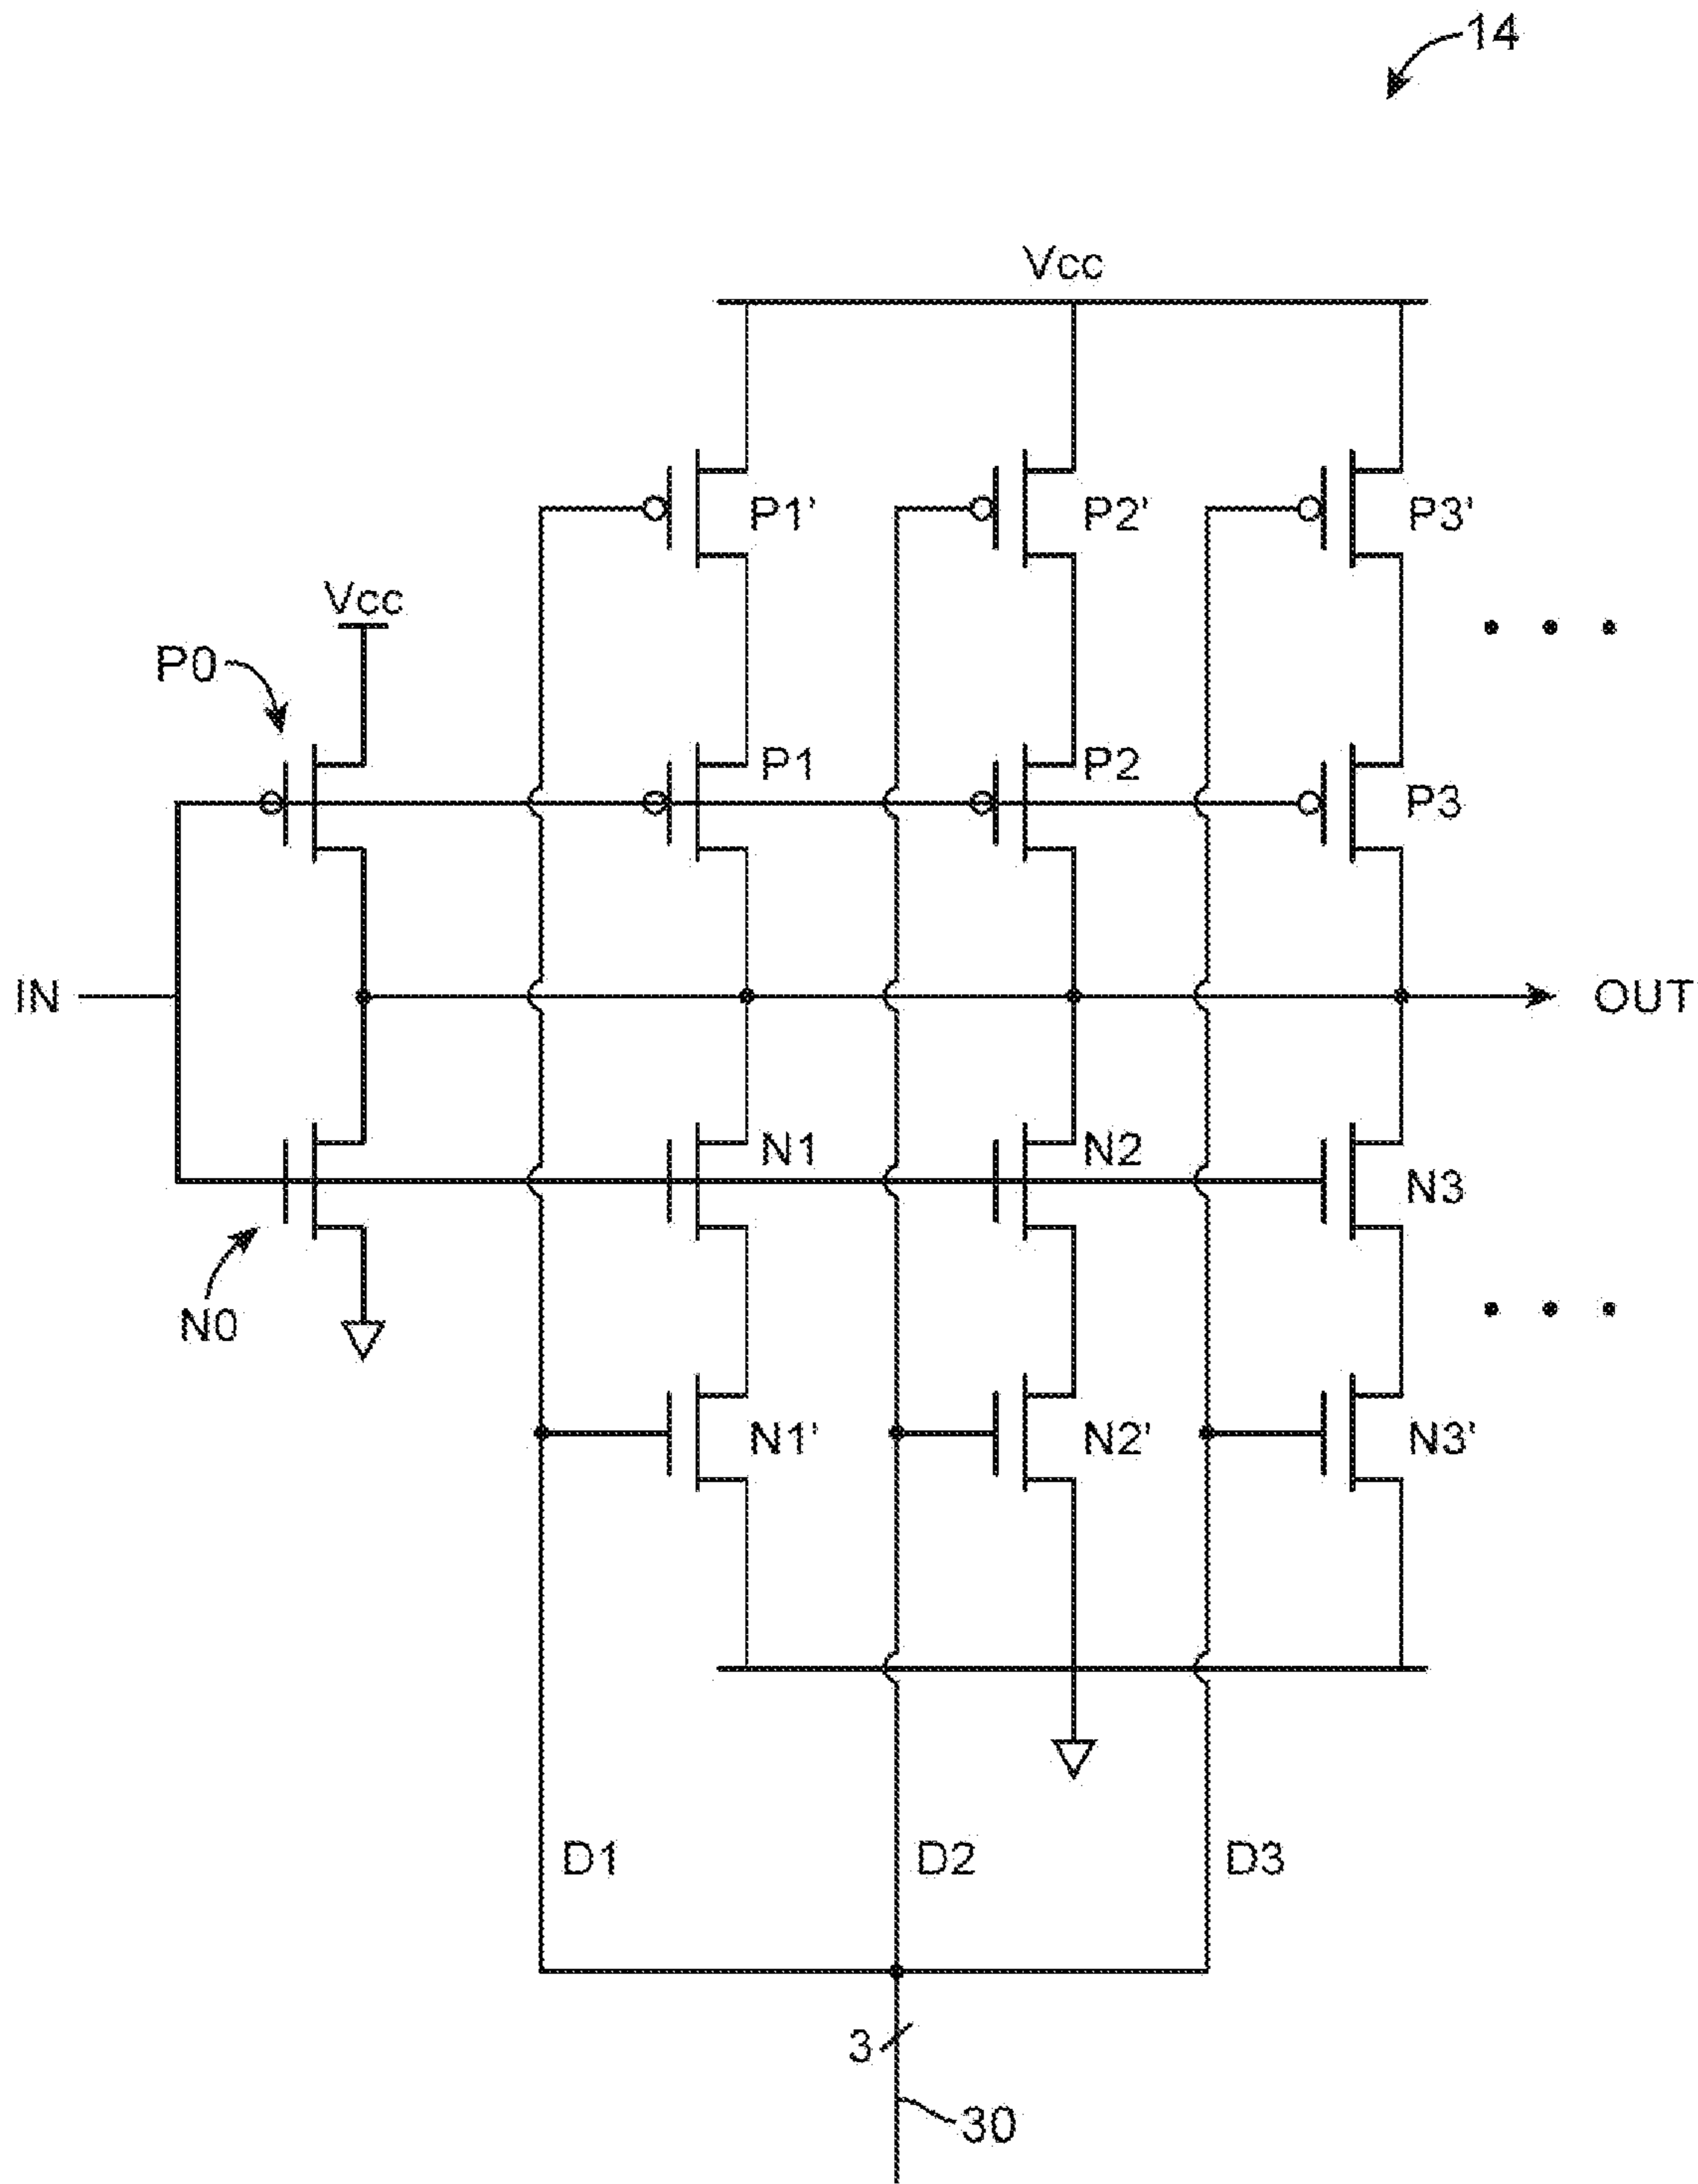 14
Vcc
P1' P2' P3'
Vcc
P0
P1 P2 P3
IN OUT
N1 N2 N3
N0
N1' N2' N3'
D1 D2 D3
3
30